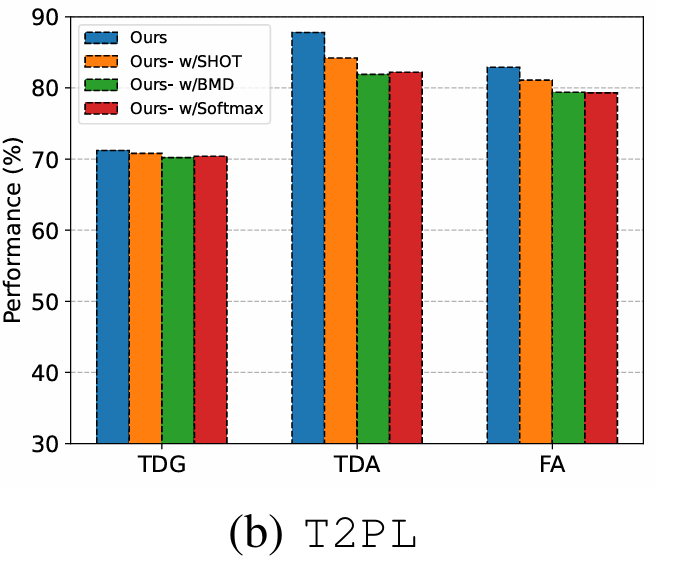 90
80
70
60
50
40
30
Performance (%)
Ours
Ours- w/SHOT
Ours- w/BMD
Ours- w/Softmax
TDG TDA FA
(b) T2PL